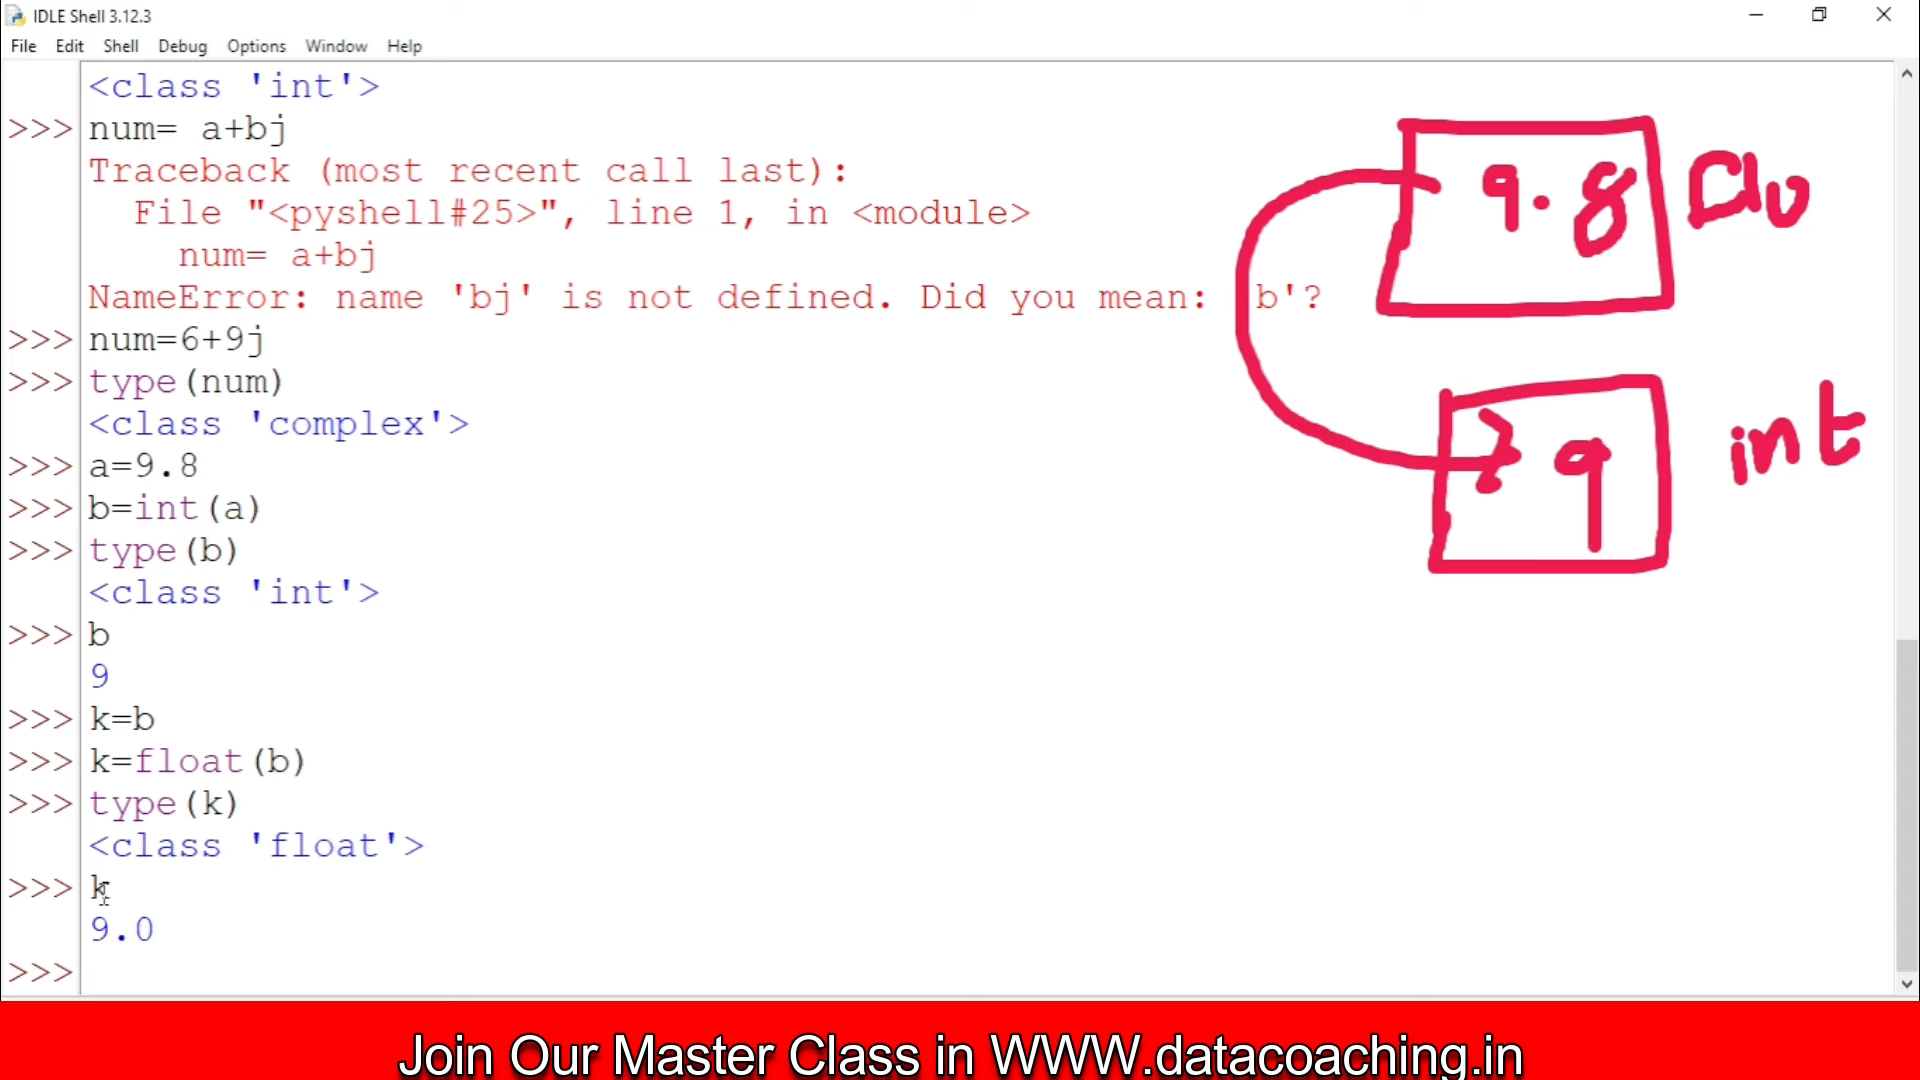 IDLE Shell 3.12.3
File Edit Shell Debug Options Window Help
<class 'int'>
>>> num= a+bj
Traceback (most recent call last):
File "<pyshell#25>", line 1, in <module>
num= a+bj
NameError: name 'bj' is not defined. Did you mean: b'?
>>> num=6+9j
>>> type(num)
<class 'complex'>
>>> a=9.8
>>> b=int(a)
>>> type(b)
<class 'int'>
>>> b
9
>>> k=b
>>> k=float(b)
>>> type(k)
<class 'float'>
>>> k
9.0
>>>
9.8
9 int
Join Our Master Class in WWW.datacoaching.in